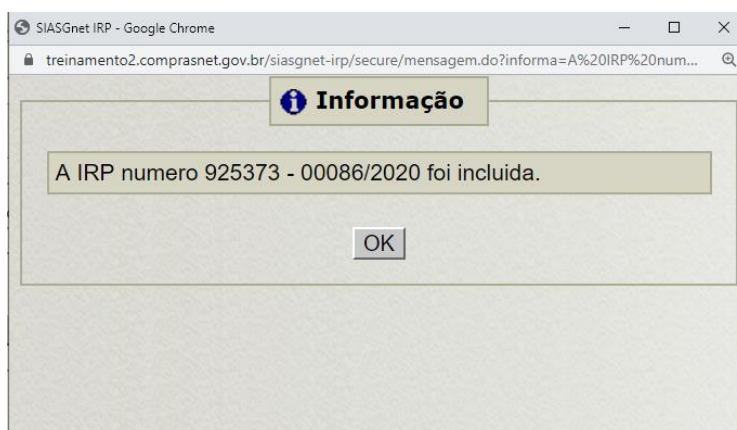 SIASGnet IRP - Google Chrome
treinamento2.comprasnet.gov.br/siasgnet-irp/secure/mensagem.do?informa=A%20IRP%20num...
Informação
A IRP numero 925373 - 00086/2020 foi incluida.
OK